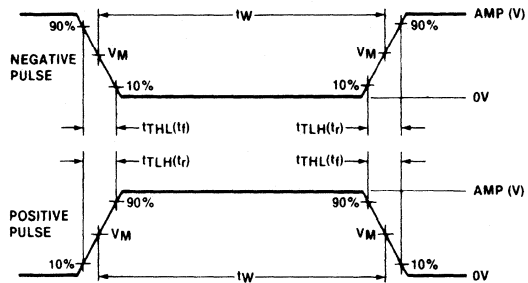 tW
AMP (V)
90%
90%
NEGATIVE
PULSE
VM
VM
10%
10%
0V
tTHL(tf)
tTLH(tr)
tTLH(tr)
tTHL(tf)
AMP (V)
90%
90%
POSITIVE
PULSE
VM
VM
10%
10%
0V
tW